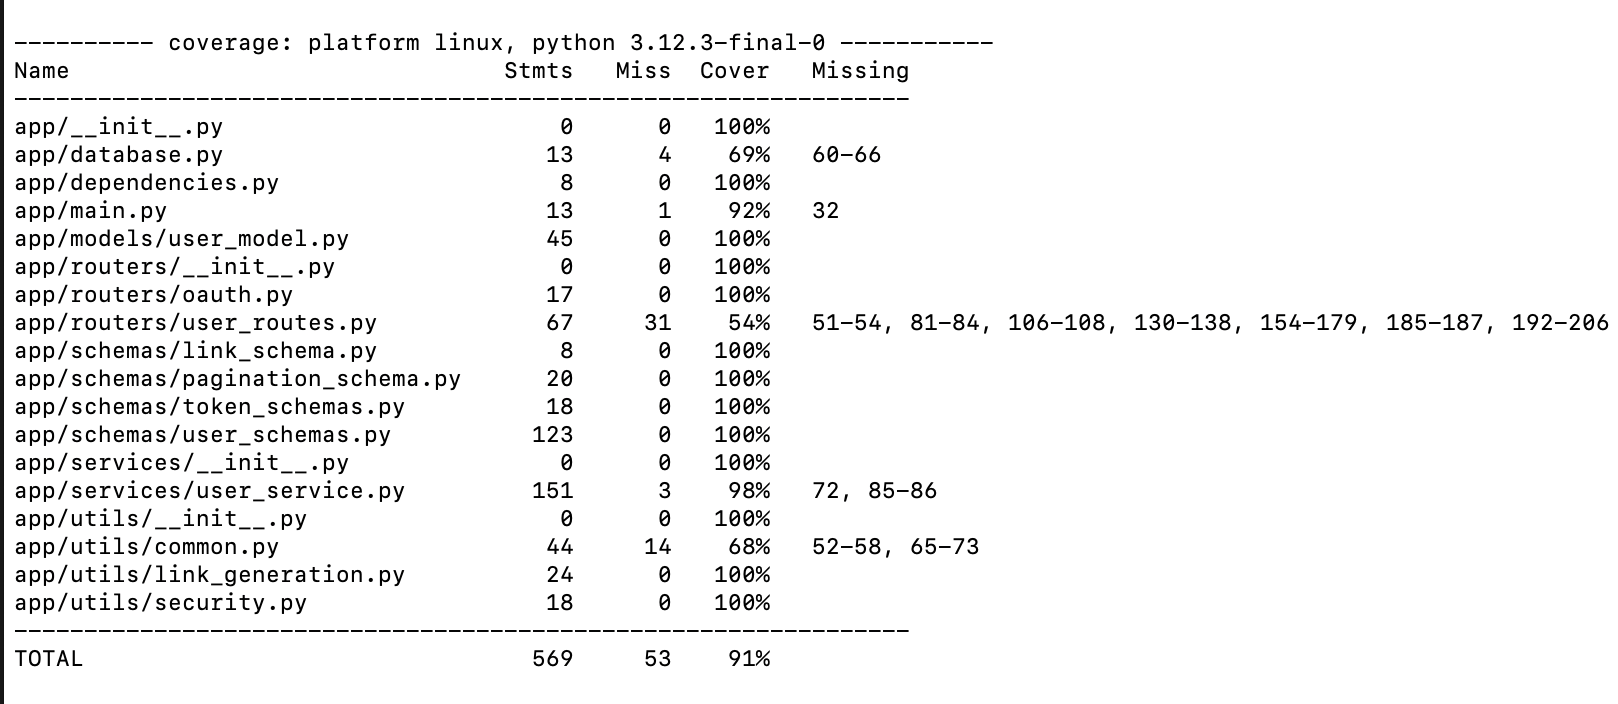 ---------- coverage: platform linux, python 3.12.3-final-0 -----------
Name                               Stmts   Miss  Cover   Missing
----------------------------------------------------------------
app/__init__.py                        0      0   100%
app/database.py                       13      4    69%   60-66
app/dependencies.py                    8      0   100%
app/main.py                           13      1    92%   32
app/models/user_model.py              45      0   100%
app/routers/__init__.py                0      0   100%
app/routers/oauth.py                  17      0   100%
app/routers/user_routes.py            67     31    54%   51-54, 81-84, 106-108, 130-138, 154-179, 185-187, 192-206
app/schemas/link_schema.py             8      0   100%
app/schemas/pagination_schema.py      20      0   100%
app/schemas/token_schemas.py          18      0   100%
app/schemas/user_schemas.py          123      0   100%
app/services/__init__.py               0      0   100%
app/services/user_service.py         151      3    98%   72, 85-86
app/utils/__init__.py                  0      0   100%
app/utils/common.py                   44     14    68%   52-58, 65-73
app/utils/link_generation.py          24      0   100%
app/utils/security.py                 18      0   100%
----------------------------------------------------------------
TOTAL                                569     53    91%